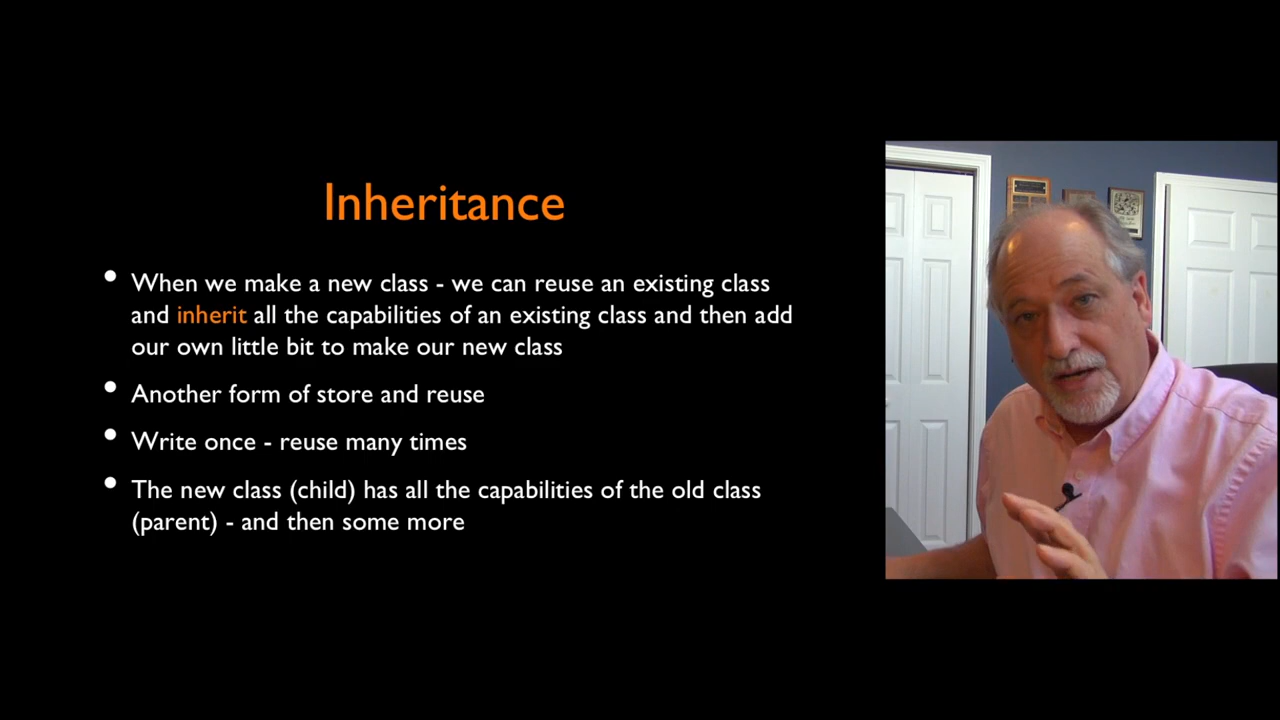 Inheritance
• When we make a new class - we can reuse an existing class
and inherit all the capabilities of an existing class and then add
our own little bit to make our new class
• Another form of store and reuse
• Write once - reuse many times
• The new class (child) has all the capabilities of the old class
(parent) - and then some more